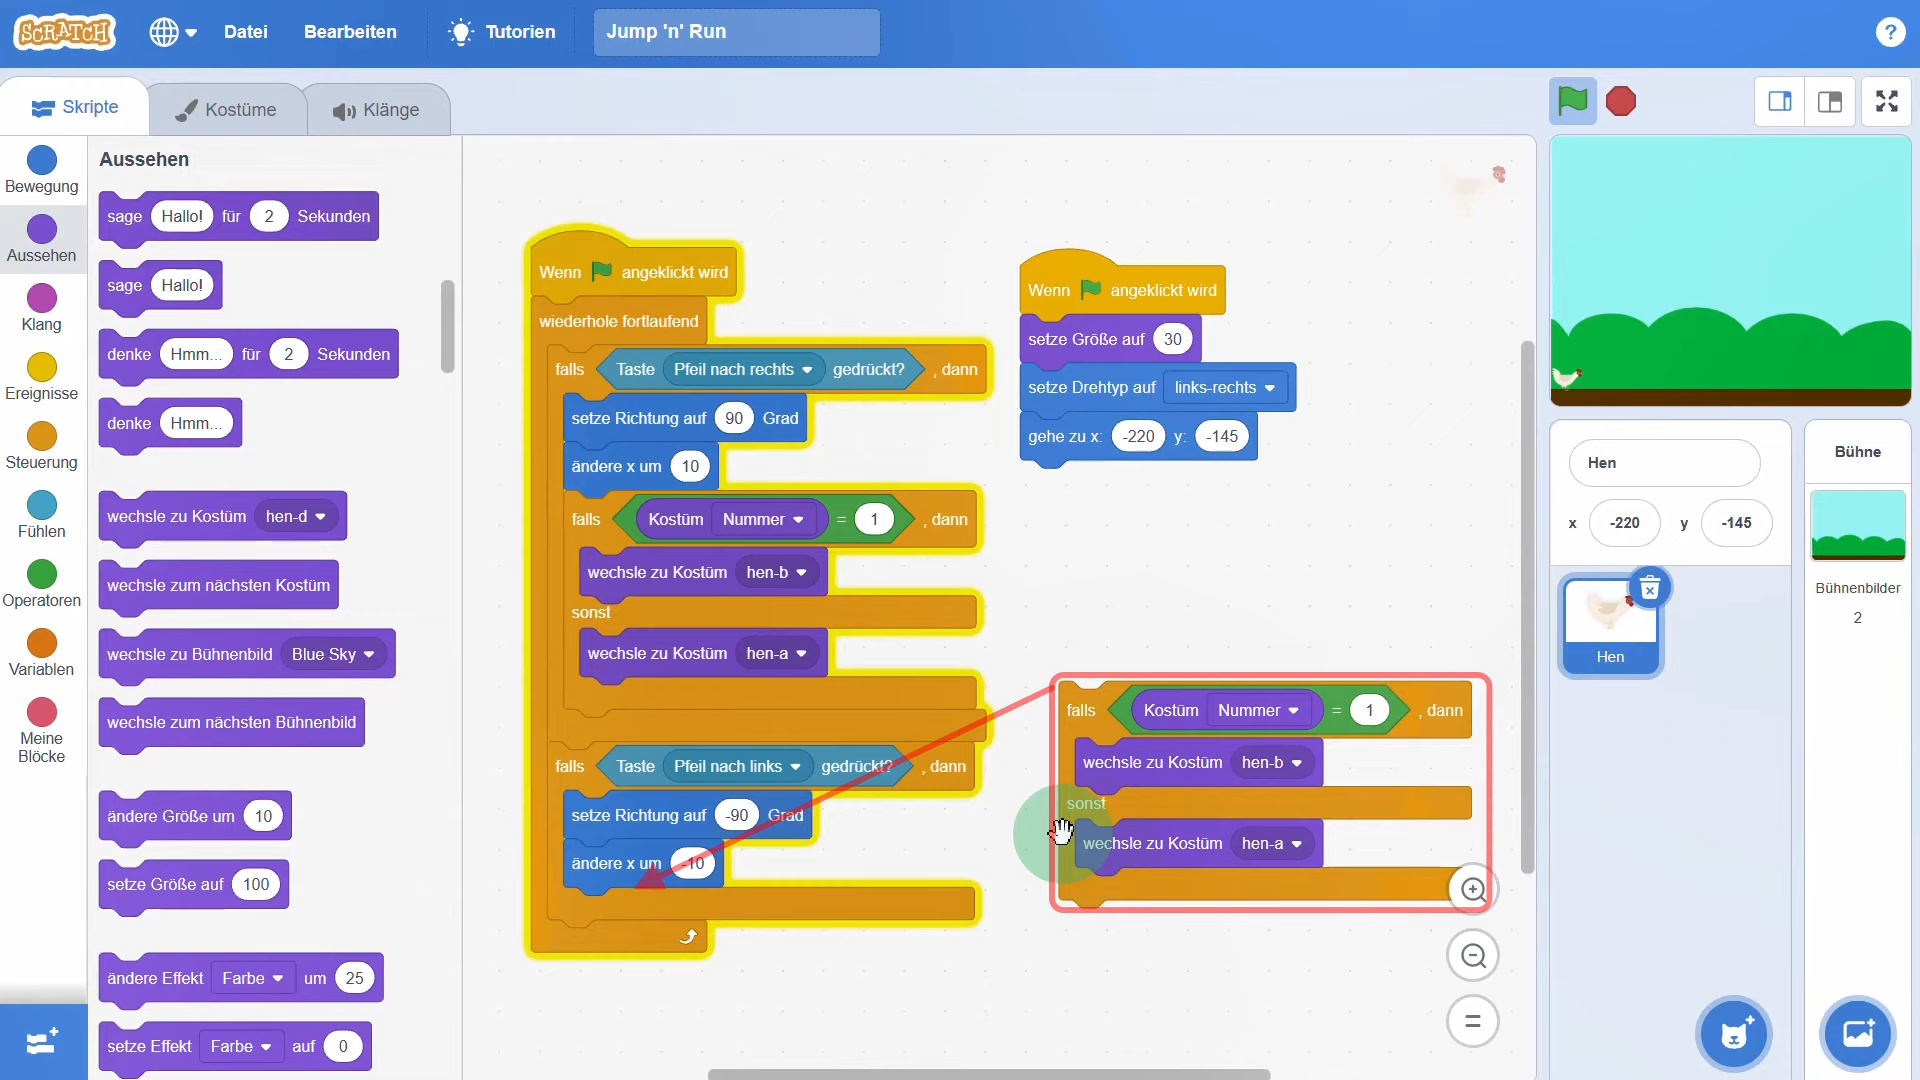 SCRATCH
Datei
Bearbeiten
Tutorien
Jump 'n' Run
?
Skripte
Kostüme
Klänge
Bewegung
Aussehen
Klang
Ereignisse
Steuerung
Fühlen
Operatoren
Variablen
Meine
Blöcke
Aussehen
sage Hallo! für 2 Sekunden
sage Hallo!
denke Hmm... für 2 Sekunden
denke Hmm...
wechsle zu Kostüm hen-d
wechsle zum nächsten Kostüm
wechsle zu Bühnenbild Blue Sky
wechsle zum nächsten Bühnenbild
ändere Größe um 10
setze Größe auf 100
ändere Effekt Farbe um 25
setze Effekt Farbe auf 0
Wenn angeklickt wird
wiederhole fortlaufend
falls Taste Pfeil nach rechts gedrückt? , dann
setze Richtung auf 90 Grad
ändere x um 10
falls Kostüm Nummer = 1 , dann
wechsle zu Kostüm hen-b
sonst
wechsle zu Kostüm hen-a
falls Taste Pfeil nach links gedrückt? , dann
setze Richtung auf -90 Grad
ändere x um -10
Wenn angeklickt wird
setze Größe auf 30
setze Drehtyp auf links-rechts
gehe zu x: -220 y: -145
falls Kostüm Nummer = 1 , dann
wechsle zu Kostüm hen-b
sonst
wechsle zu Kostüm hen-a
Hen
x -220 y -145
Hen
Bühne
Bühnenbilder
2